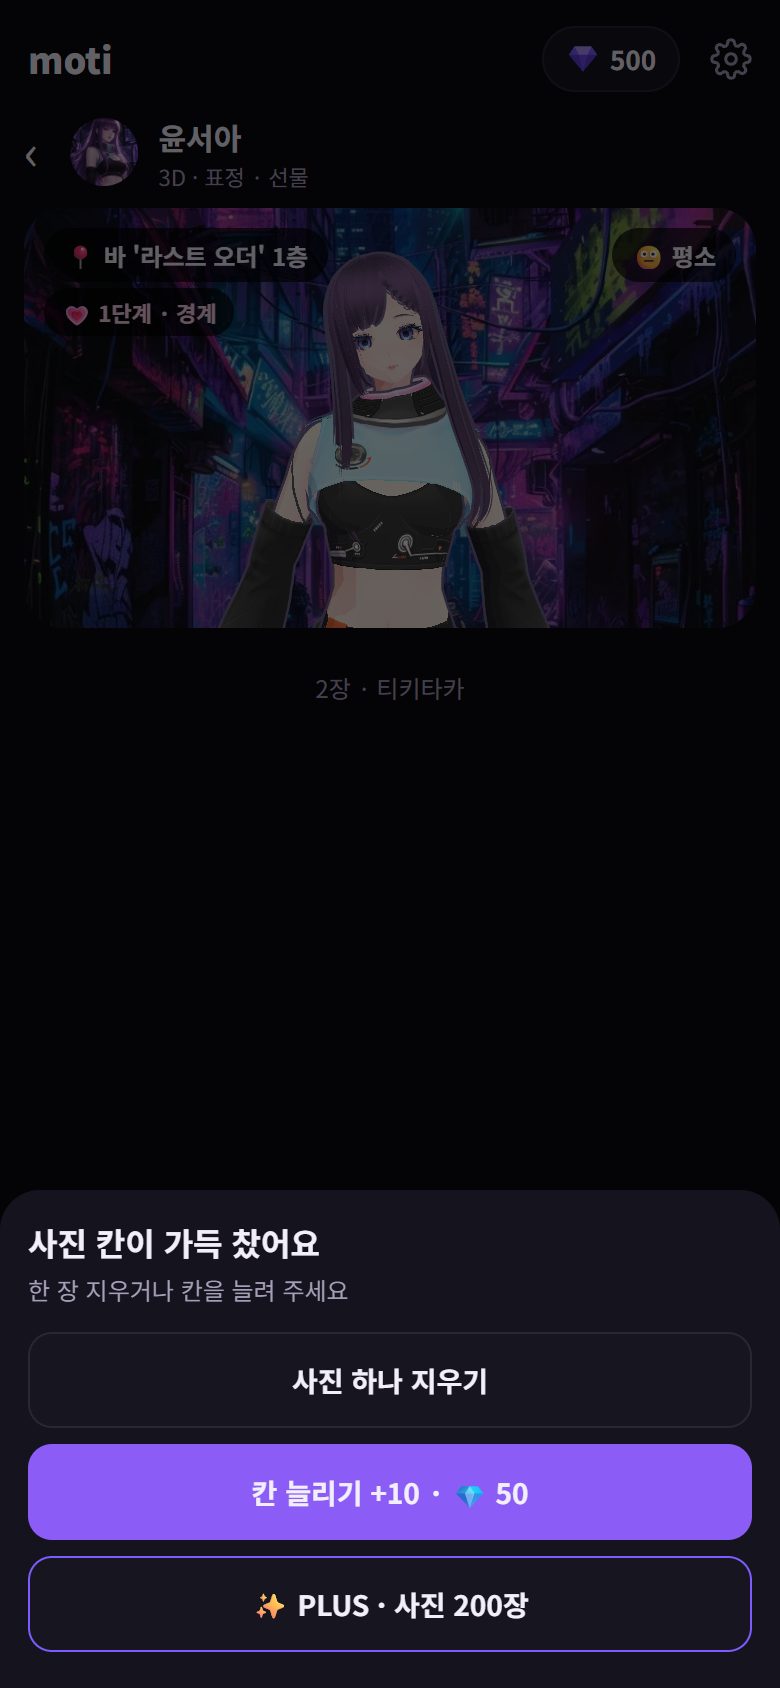 moti
500
윤서아
3D · 표정 · 선물
바 '라스트 오더' 1층
평소
1단계 · 경계
2장 · 티키타카
사진 칸이 가득 찼어요
한 장 지우거나 칸을 늘려 주세요
사진 하나 지우기
칸 늘리기 +10 · 💎 50
✨ PLUS · 사진 200장